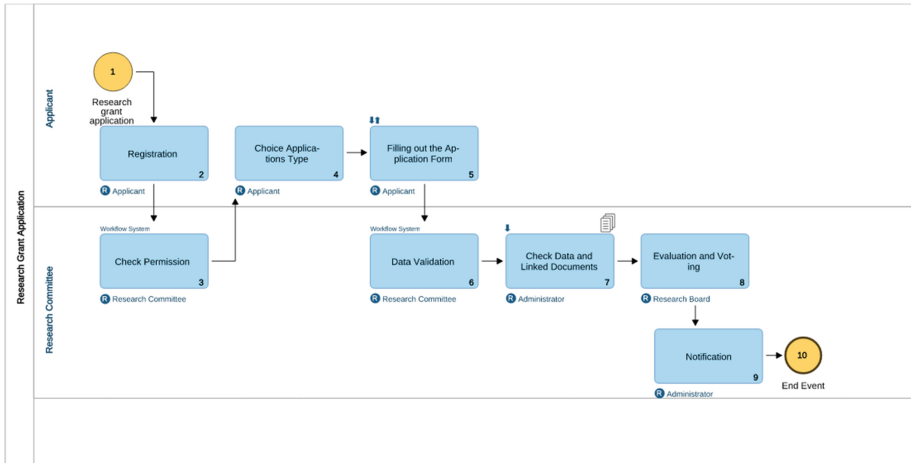 Research Grant Application
Applicant
1
Research
grant
application
Registration
2
R Applicant
Choice Applica-
tions Type
4
R Applicant
Filling out the Ap-
plication Form
5
R Applicant
Research Committee
Workflow System
Check Permission
3
R Research Committee
Workflow System
Data Validation
6
R Research Committee
Check Data and
Linked Documents
7
R Administrator
Evaluation and Vot-
ing
8
R Research Board
Notification
9
R Administrator
10
End Event